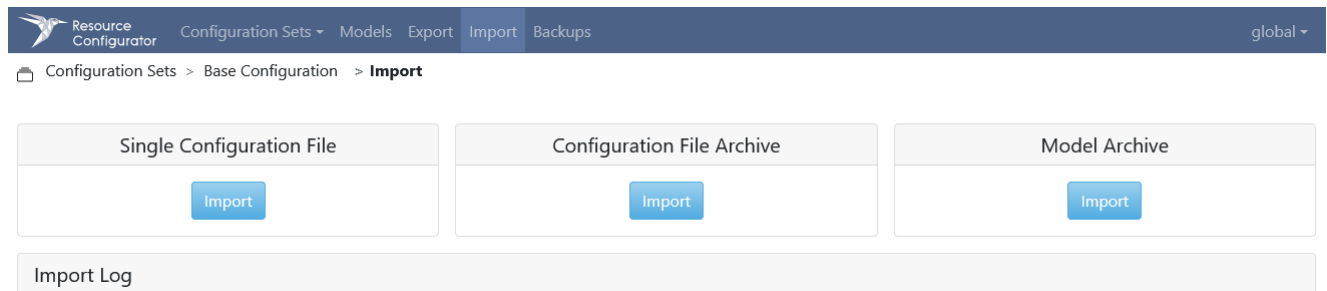 Resource Configurator Configuration Sets Models Export Import Backups global
Configuration Sets > Base Configuration > Import
Single Configuration File Configuration File Archive Model Archive
Import Import Import
Import Log